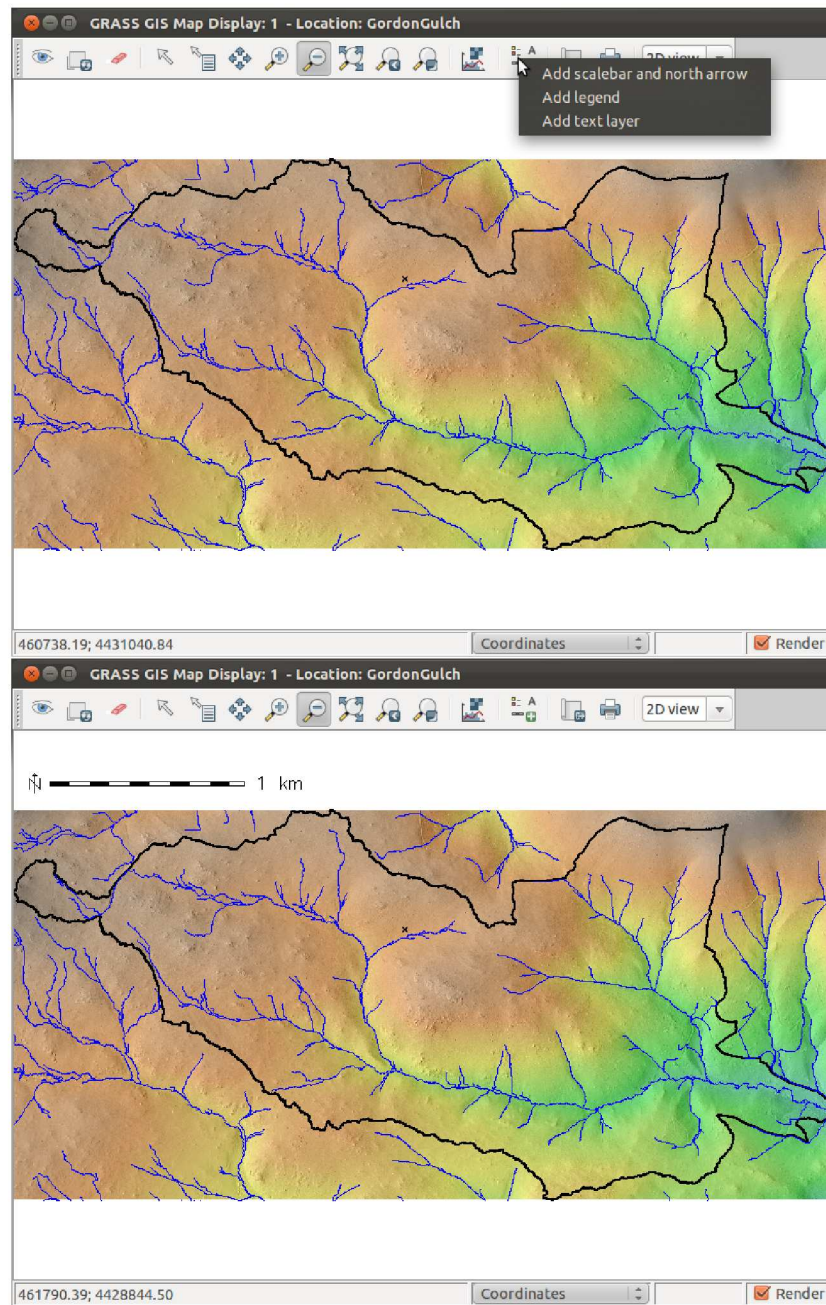 GRASS GIS Map Display: 1 - Location: GordonGulch
2D view
Add scalebar and north arrow
Add legend
Add text layer
460738.19; 4431040.84
Coordinates
Render
GRASS GIS Map Display: 1 - Location: GordonGulch
A
2D view
N
1 km
461790.39; 4428844.50
Coordinates
Render